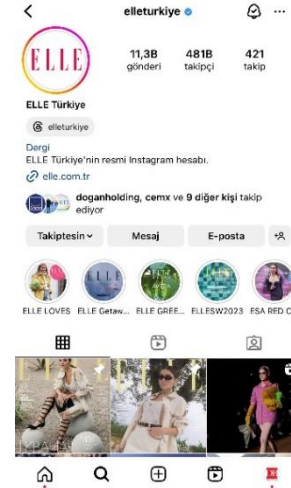 elleturkiye
ELLE
11,3B 481B 421
gönderi takipçi takip
ELLE Türkiye
elleturkiye
Dergi
ELLE Türkiye'nin resmi Instagram hesabı.
elle.com.tr
doganholding, cemx ve 9 diğer kişi takip
ediyor
Takiptesin Mesaj E-posta
ELLE LOVES ELLE Getaw... ELLE GREE... ELLESW2023 ESA RED C
ELLE